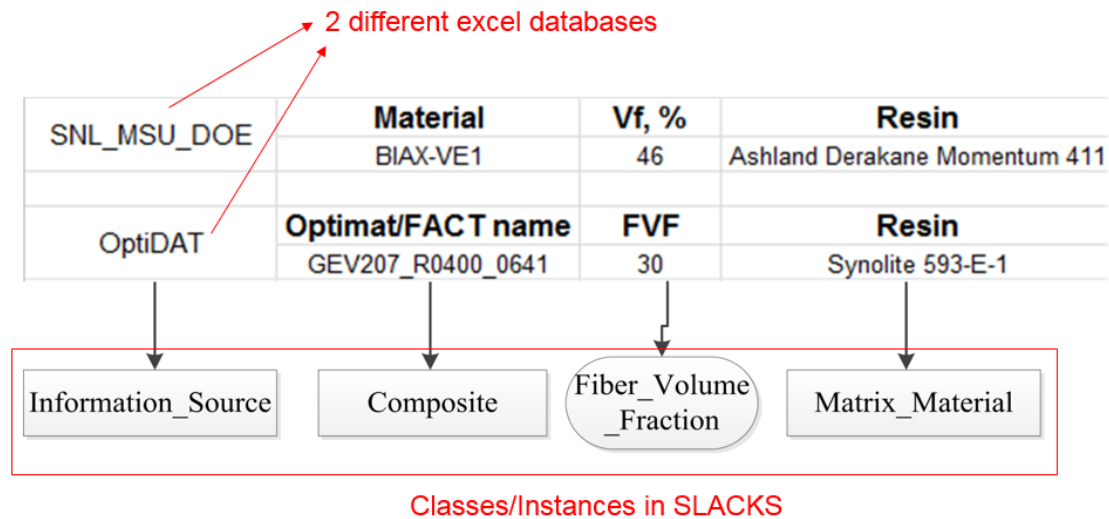 2 different excel databases
SNL_MSU_DOE
Material Vf, % Resin
BIAX-VE1 46 Ashland Derakane Momentum 411
OptiDAT
Optimat/FACT name FVF Resin
GEV207_R0400_0641 30 Synolite 593-E-1
Information_Source
Composite
Fiber_Volume
_Fraction
Matrix_Material
Classes/Instances in SLACKS